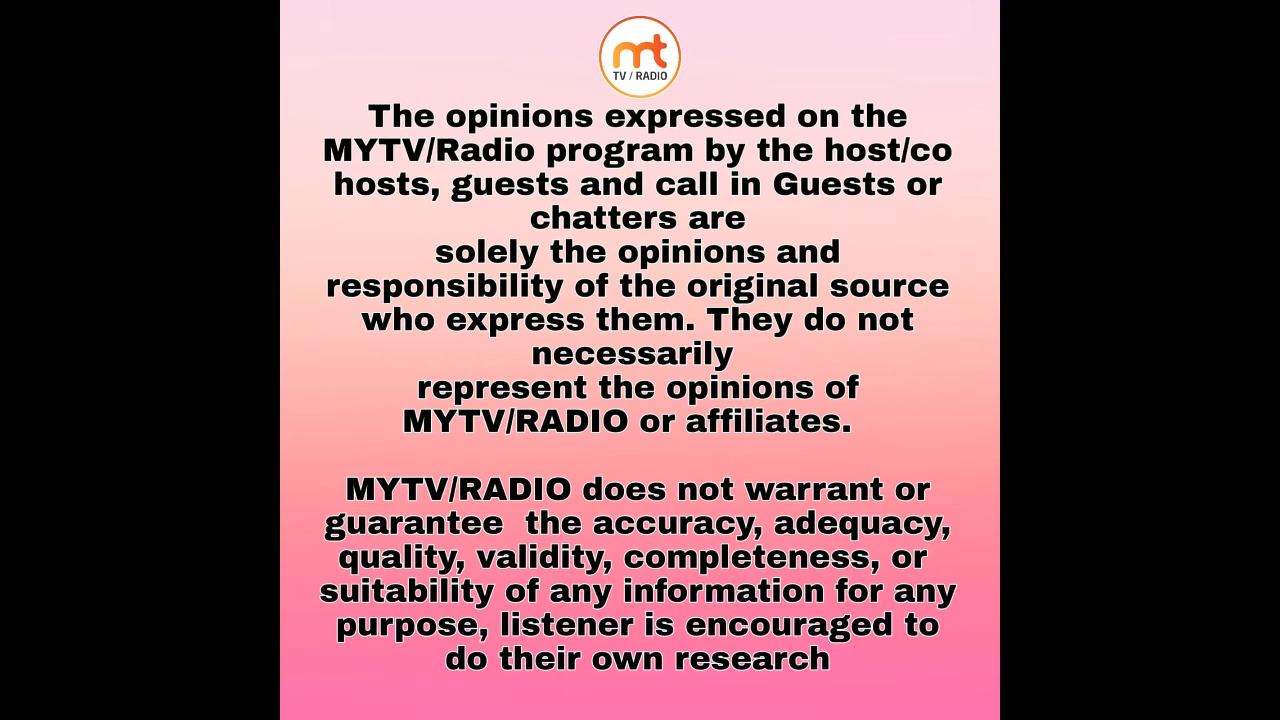 mt
TV / RADIO
The opinions expressed on the
MYTV/Radio program by the host/co
hosts, guests and call in Guests or
chatters are
solely the opinions and
responsibility of the original source
who express them. They do not
necessarily
represent the opinions of
MYTV/RADIO or affiliates.
MYTV/RADIO does not warrant or
guarantee  the accuracy, adequacy,
quality, validity, completeness, or
suitability of any information for any
purpose, listener is encouraged to
do their own research